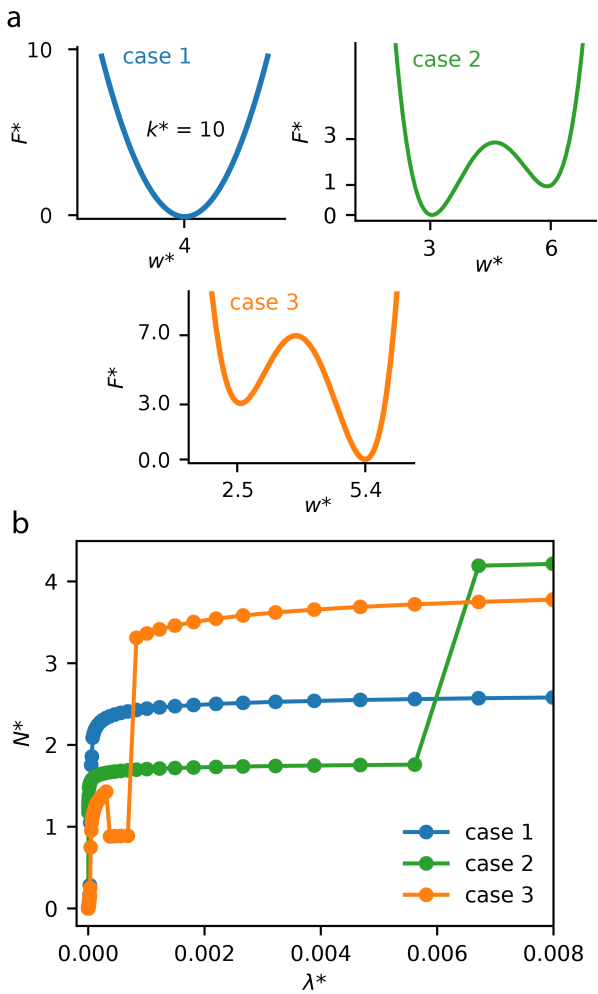 a
10
case 1
F*
k* = 10
0
4
w*
case 2
F*
3
1
0
3
6
w*
case 3
7.0
F*
3.0
0.0
2.5
5.4
w*
b
4
3
N*
2
1
0
case 1
case 2
case 3
0.000
0.002
0.004
0.006
0.008
λ*